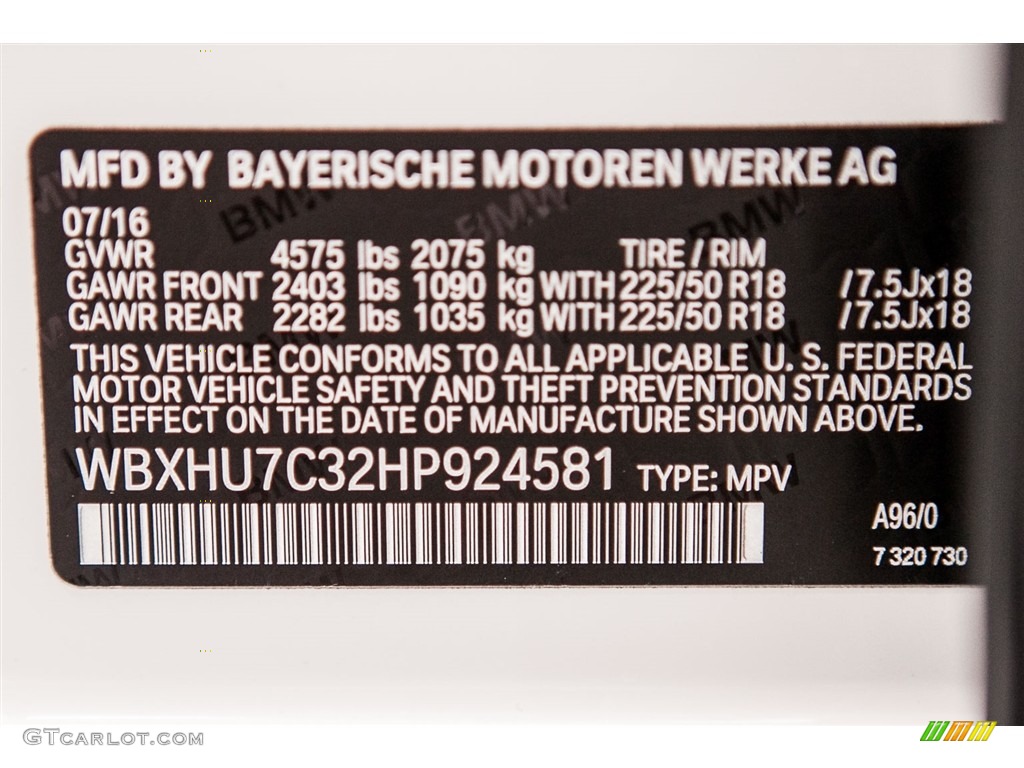 MFD BY BAYERISCHE MOTOREN WERKE AG
07/16
GVWR 4575 lbs 2075 kg TIRE / RIM
GAWR FRONT 2403 lbs 1090 kg WITH 225/50 R18 /7.5Jx18
GAWR REAR 2282 lbs 1035 kg WITH 225/50 R18 /7.5Jx18
THIS VEHICLE CONFORMS TO ALL APPLICABLE U. S. FEDERAL
MOTOR VEHICLE SAFETY AND THEFT PREVENTION STANDARDS
IN EFFECT ON THE DATE OF MANUFACTURE SHOWN ABOVE.
WBXHU7C32HP924581 TYPE: MPV
A96/0
7 320 730
BMW BMW BMW
GTCARLOT.COM